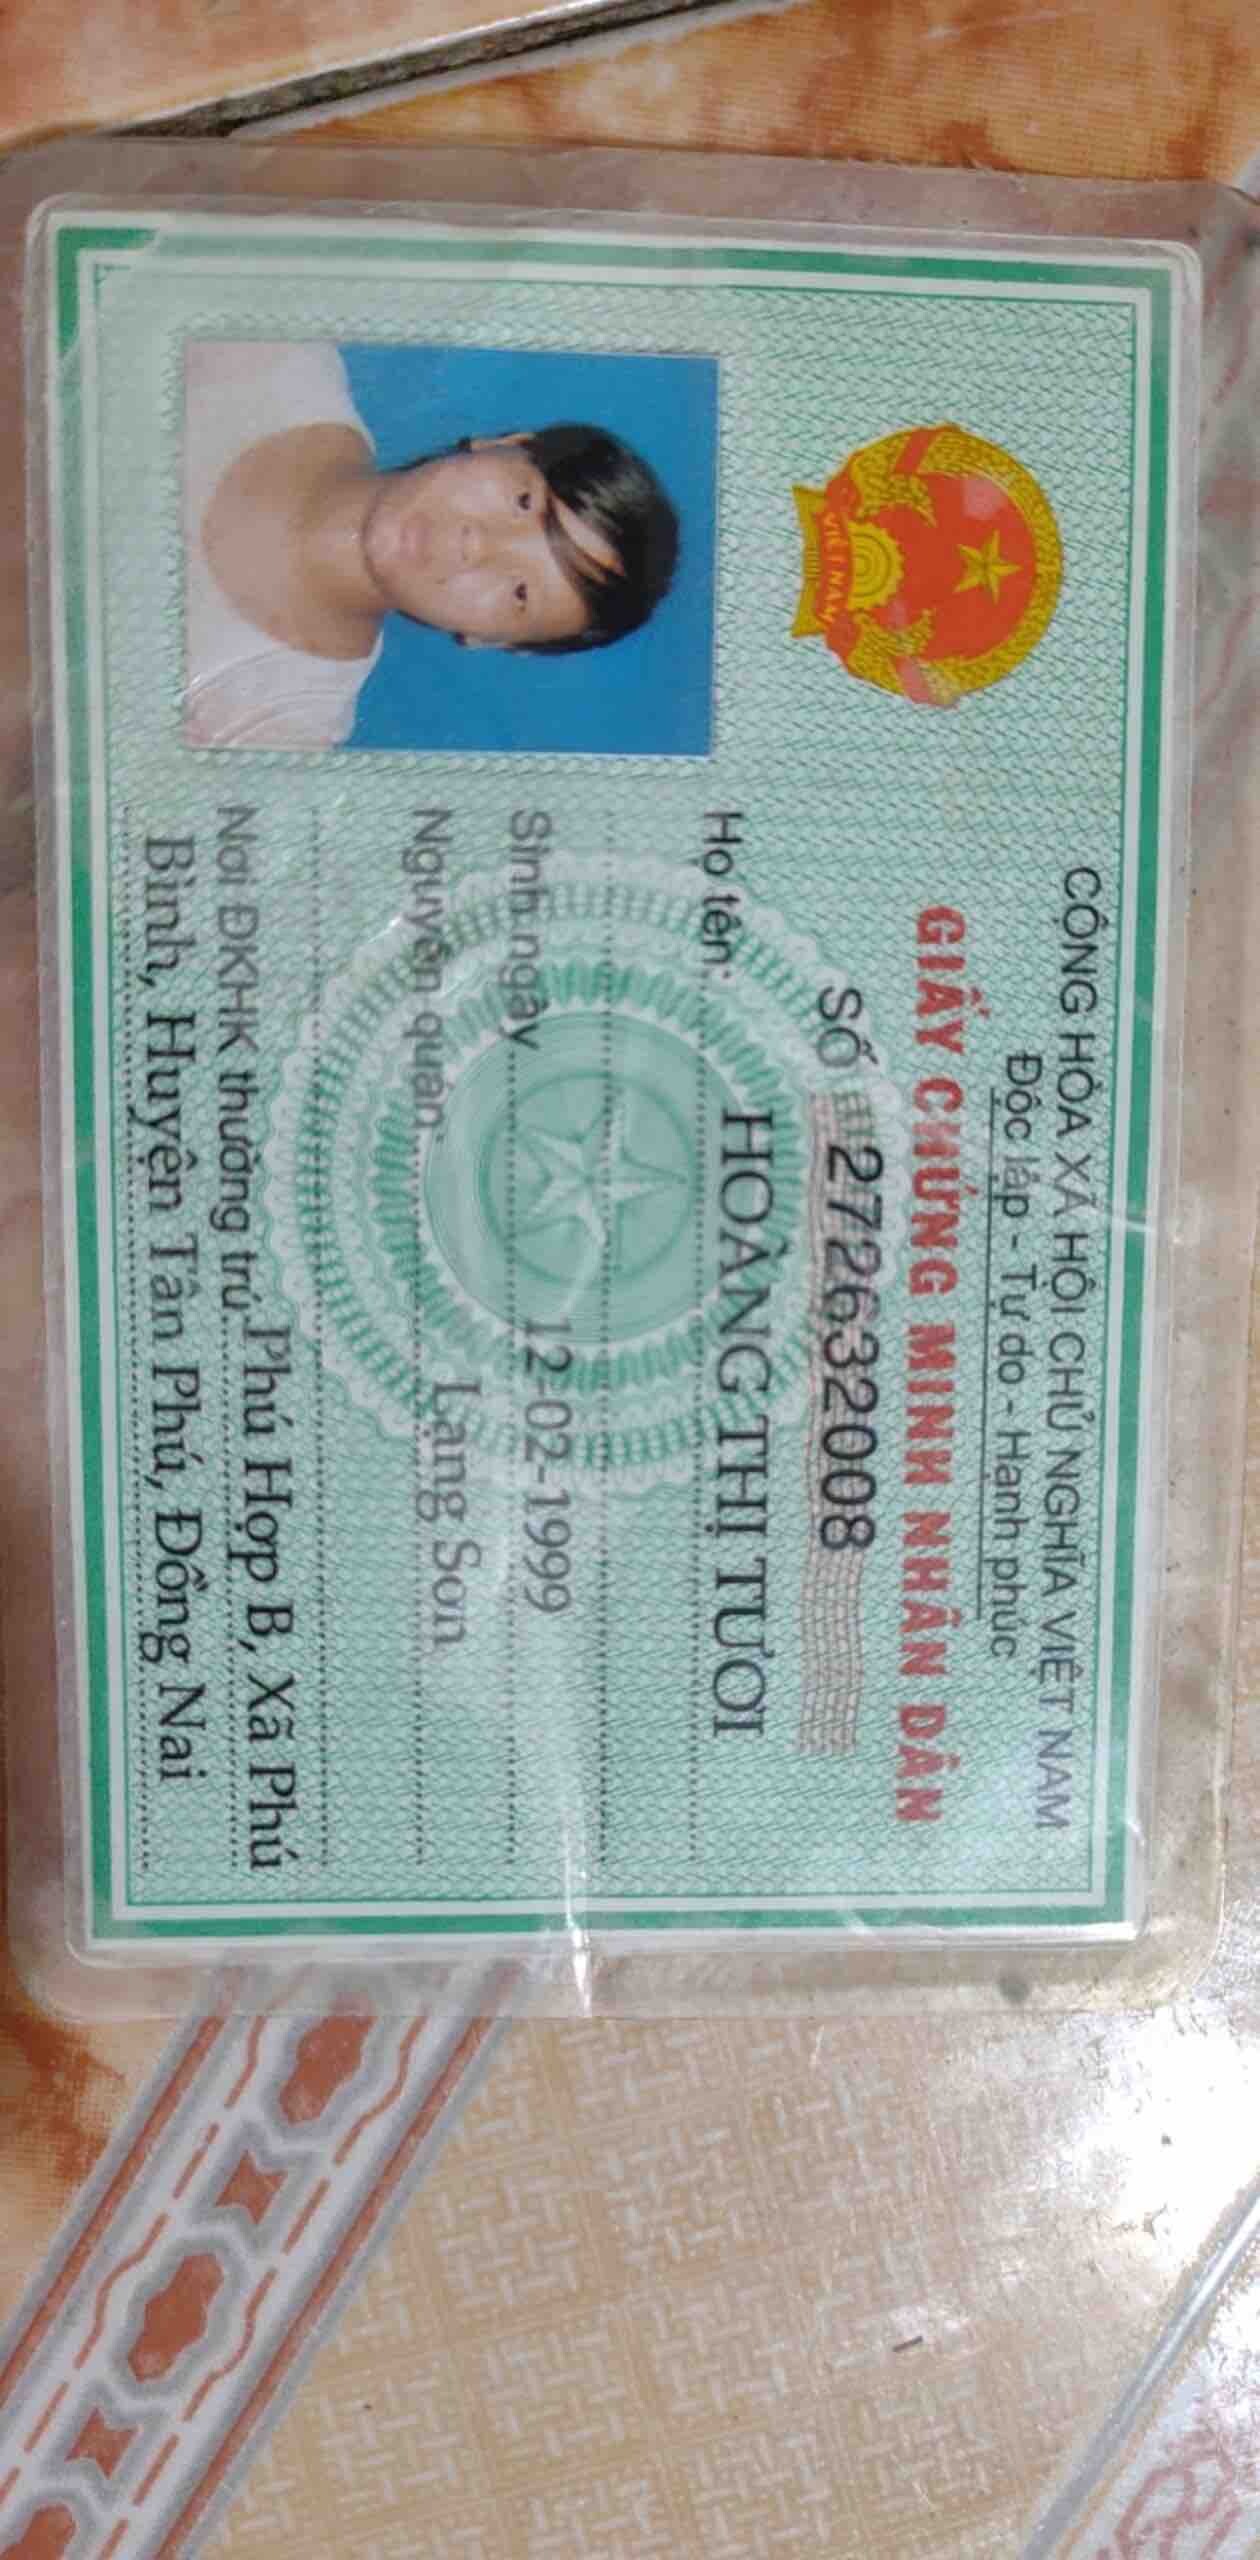 CỘNG HÒA XÃ HỘI CHỦ NGHĨA VIỆT NAM
Độc lập - Tự do - Hạnh phúc
GIẤY CHỨNG MINH NHÂN DÂN
SỐ 272632008
Họ tên: HOÀNG THỊ TƯƠI
Sinh ngày 12-02-1999
Nguyên quán Lạng Sơn
Nơi ĐKHK thường trú Phú Hợp B, Xã Phú
Bình, Huyện Tân Phú, Đồng Nai
VIỆT NAM